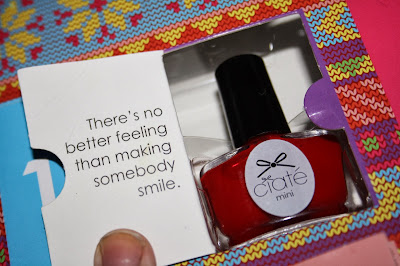 There's no
better feeling
than making
somebody
smile.
1
ciaté
mini